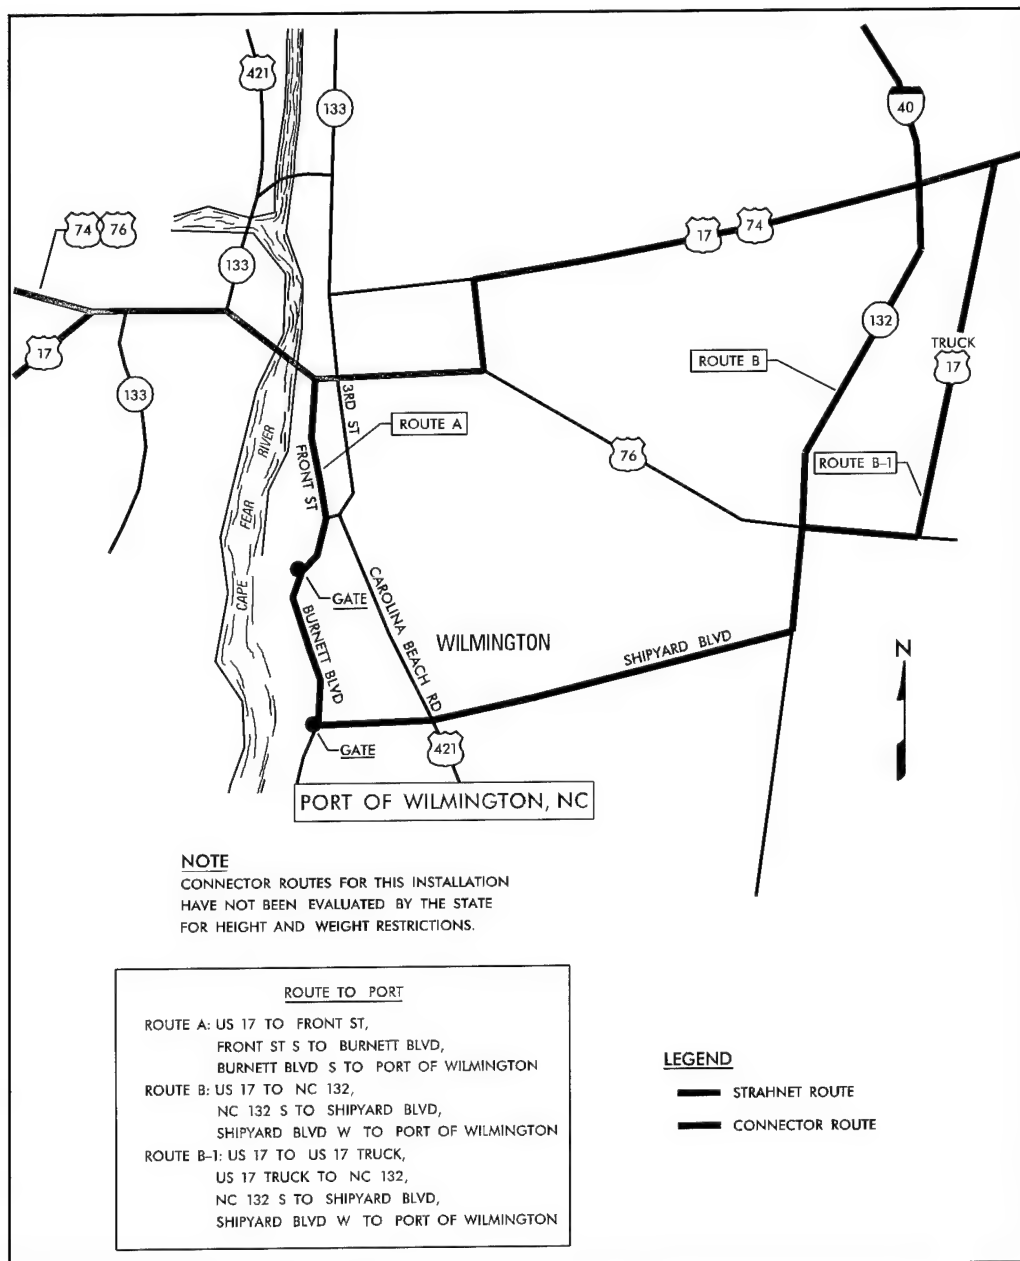 421
133
40
74 76
133
17 74
132
TRUCK
17
17
133
ROUTE B
3RD ST
ROUTE A
FRONT ST
76
ROUTE B-1
CAPE FEAR RIVER
GATE
BURNETT BLVD
CAROLINA BEACH RD
WILMINGTON
SHIPYARD BLVD
N
GATE
421
PORT OF WILMINGTON, NC
NOTE
CONNECTOR ROUTES FOR THIS INSTALLATION
HAVE NOT BEEN EVALUATED BY THE STATE
FOR HEIGHT AND WEIGHT RESTRICTIONS.
ROUTE TO PORT
ROUTE A: US 17 TO FRONT ST,
FRONT ST S TO BURNETT BLVD,
BURNETT BLVD S TO PORT OF WILMINGTON
ROUTE B: US 17 TO NC 132,
NC 132 S TO SHIPYARD BLVD,
SHIPYARD BLVD W TO PORT OF WILMINGTON
ROUTE B-1: US 17 TO US 17 TRUCK,
US 17 TRUCK TO NC 132,
NC 132 S TO SHIPYARD BLVD,
SHIPYARD BLVD W TO PORT OF WILMINGTON
LEGEND
STRAHNET ROUTE
CONNECTOR ROUTE